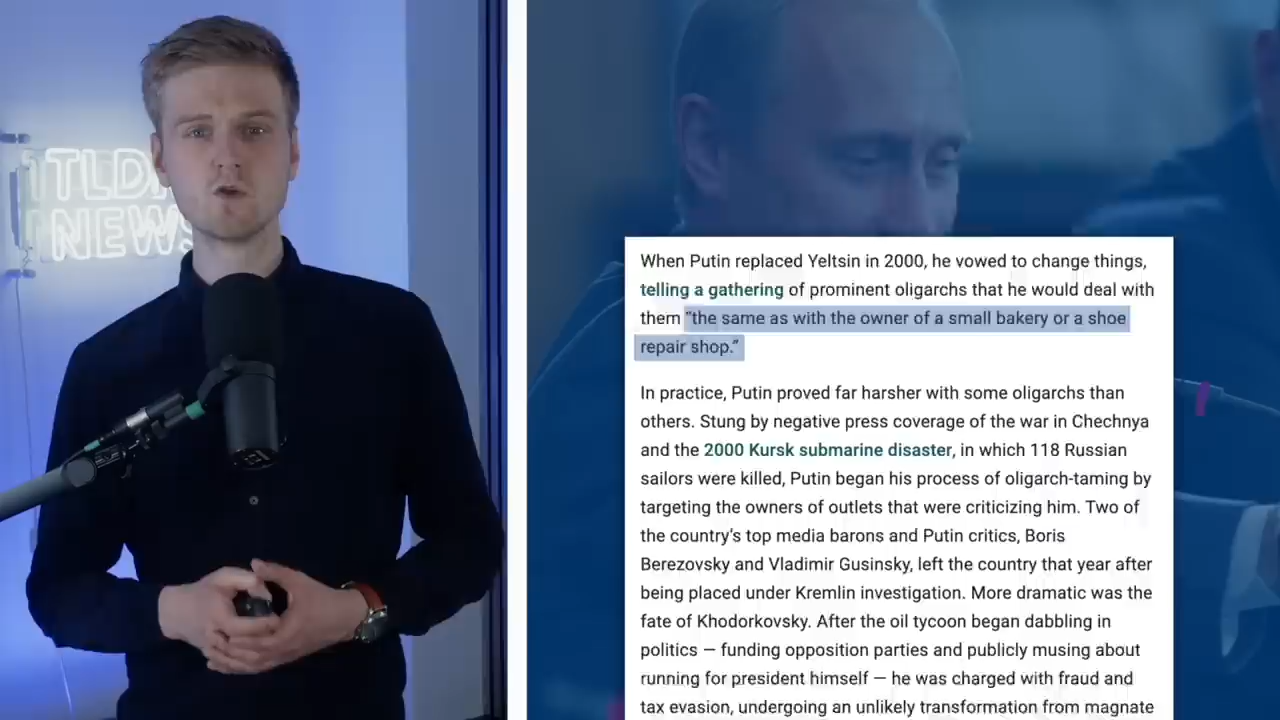 TLD
NEWS
When Putin replaced Yeltsin in 2000, he vowed to change things,
telling a gathering of prominent oligarchs that he would deal with
them “the same as with the owner of a small bakery or a shoe
repair shop.”
In practice, Putin proved far harsher with some oligarchs than
others. Stung by negative press coverage of the war in Chechnya
and the 2000 Kursk submarine disaster, in which 118 Russian
sailors were killed, Putin began his process of oligarch-taming by
targeting the owners of outlets that were criticizing him. Two of
the country’s top media barons and Putin critics, Boris
Berezovsky and Vladimir Gusinsky, left the country that year after
being placed under Kremlin investigation. More dramatic was the
fate of Khodorkovsky. After the oil tycoon began dabbling in
politics — funding opposition parties and publicly musing about
running for president himself — he was charged with fraud and
tax evasion, undergoing an unlikely transformation from magnate